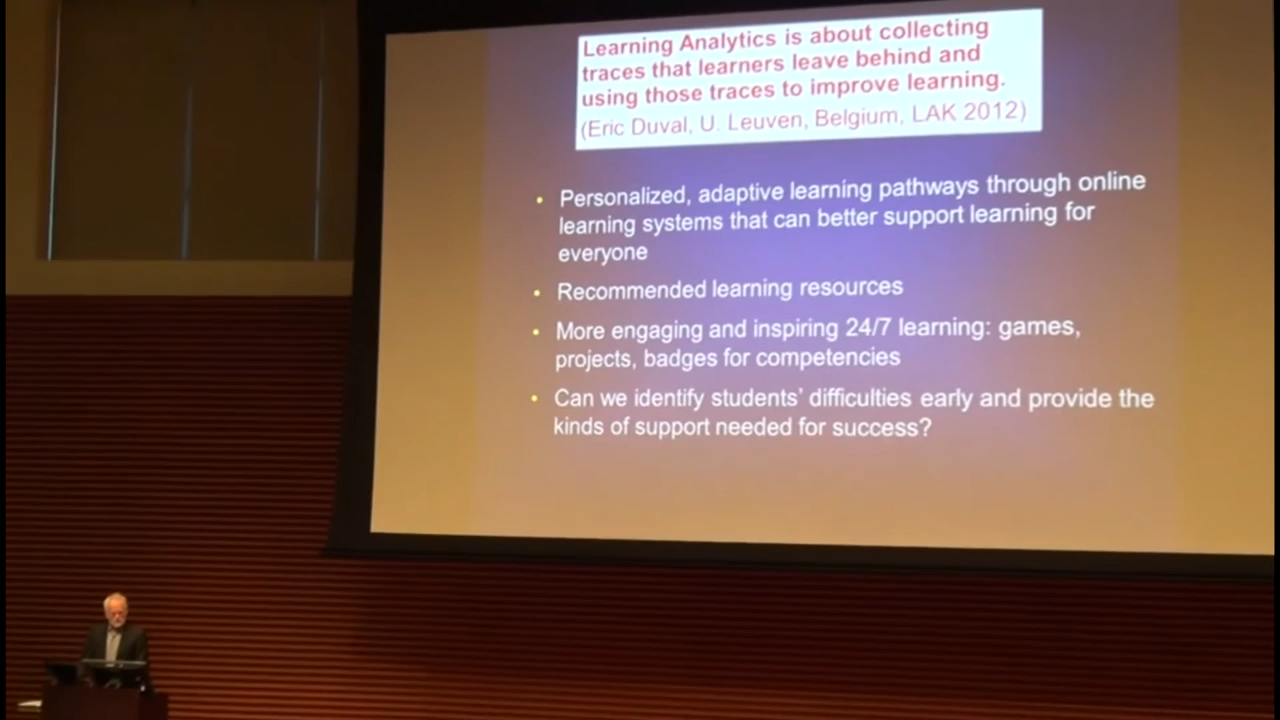 Learning Analytics is about collecting
traces that learners leave behind and
using those traces to improve learning.
(Eric Duval, U. Leuven, Belgium, LAK 2012)
• Personalized, adaptive learning pathways through online
learning systems that can better support learning for
everyone
• Recommended learning resources
• More engaging and inspiring 24/7 learning: games,
projects, badges for competencies
• Can we identify students' difficulties early and provide the
kinds of support needed for success?